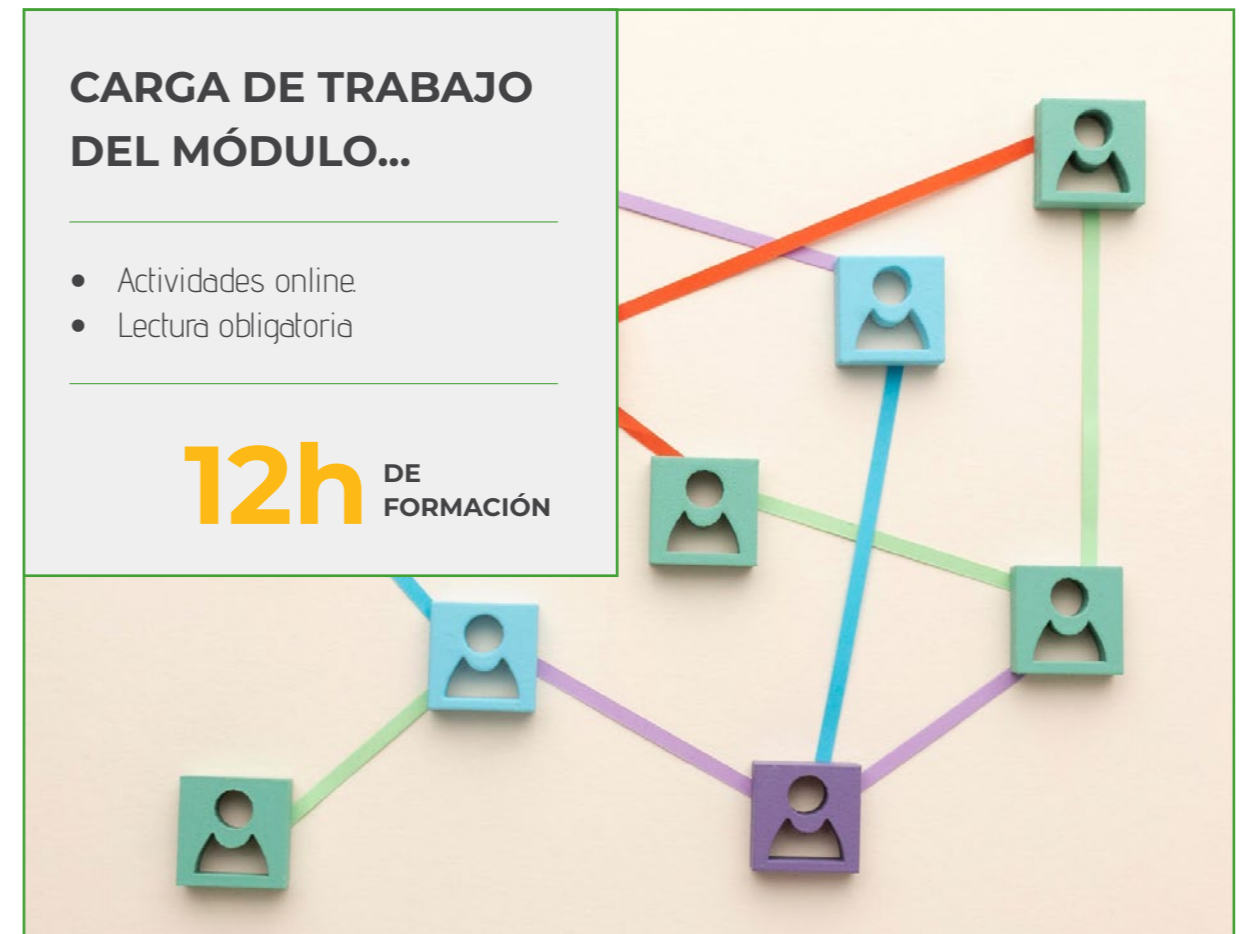 CARGA DE TRABAJO
DEL MÓDULO...
• Actividades online.
• Lectura obligatoria
12h DE
FORMACIÓN